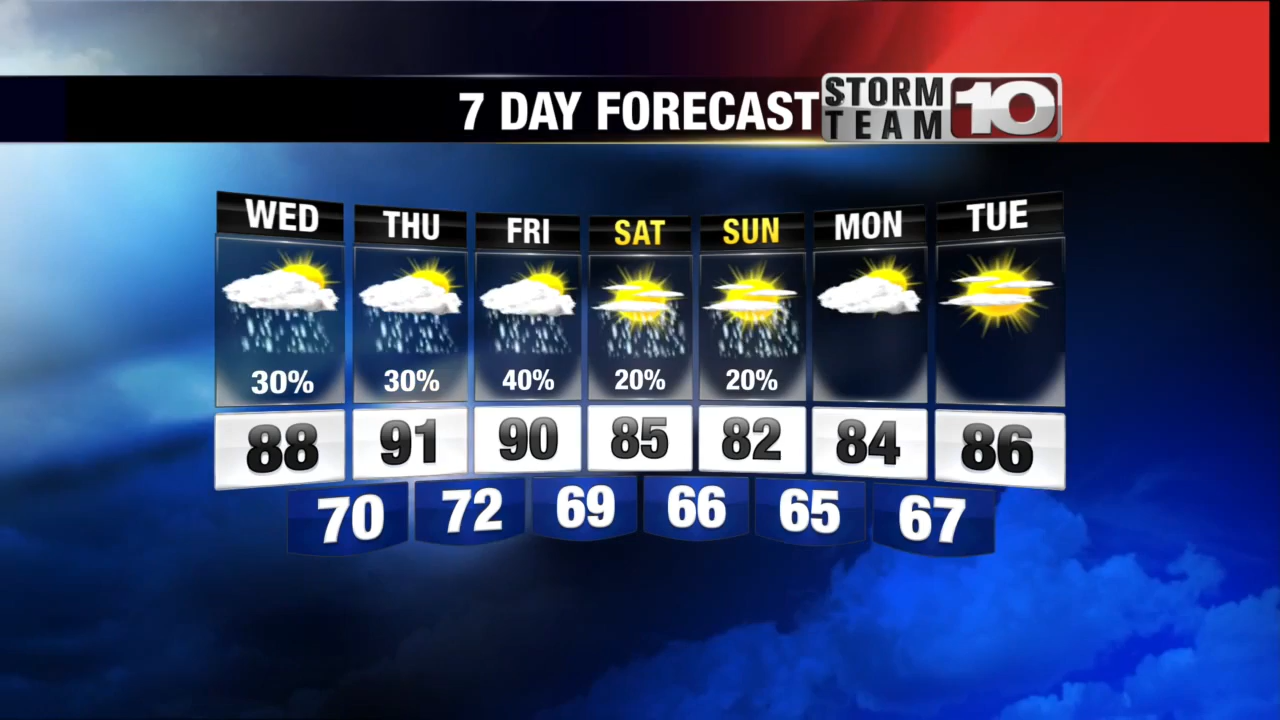 7 DAY FORECAST
STORM
TEAM
10
WED THU FRI SAT SUN MON TUE
30% 30% 40% 20% 20%
88 91 90 85 82 84 86
70 72 69 66 65 67